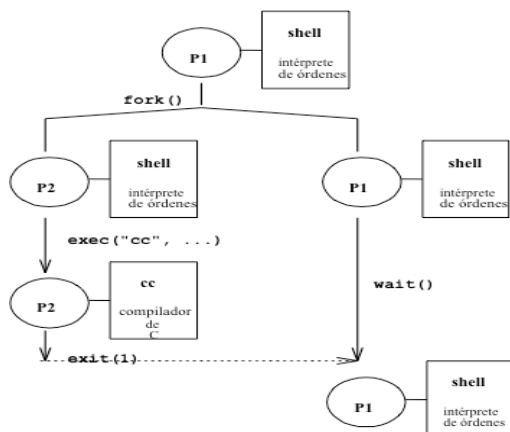 shell
P1
intérprete
de órdenes
fork()
shell
P2
intérprete
de órdenes
shell
P1
intérprete
de órdenes
exec("cc", ...)
cc
P2
compilador
de
C
wait()
exit(1)
shell
P1
intérprete
de órdenes